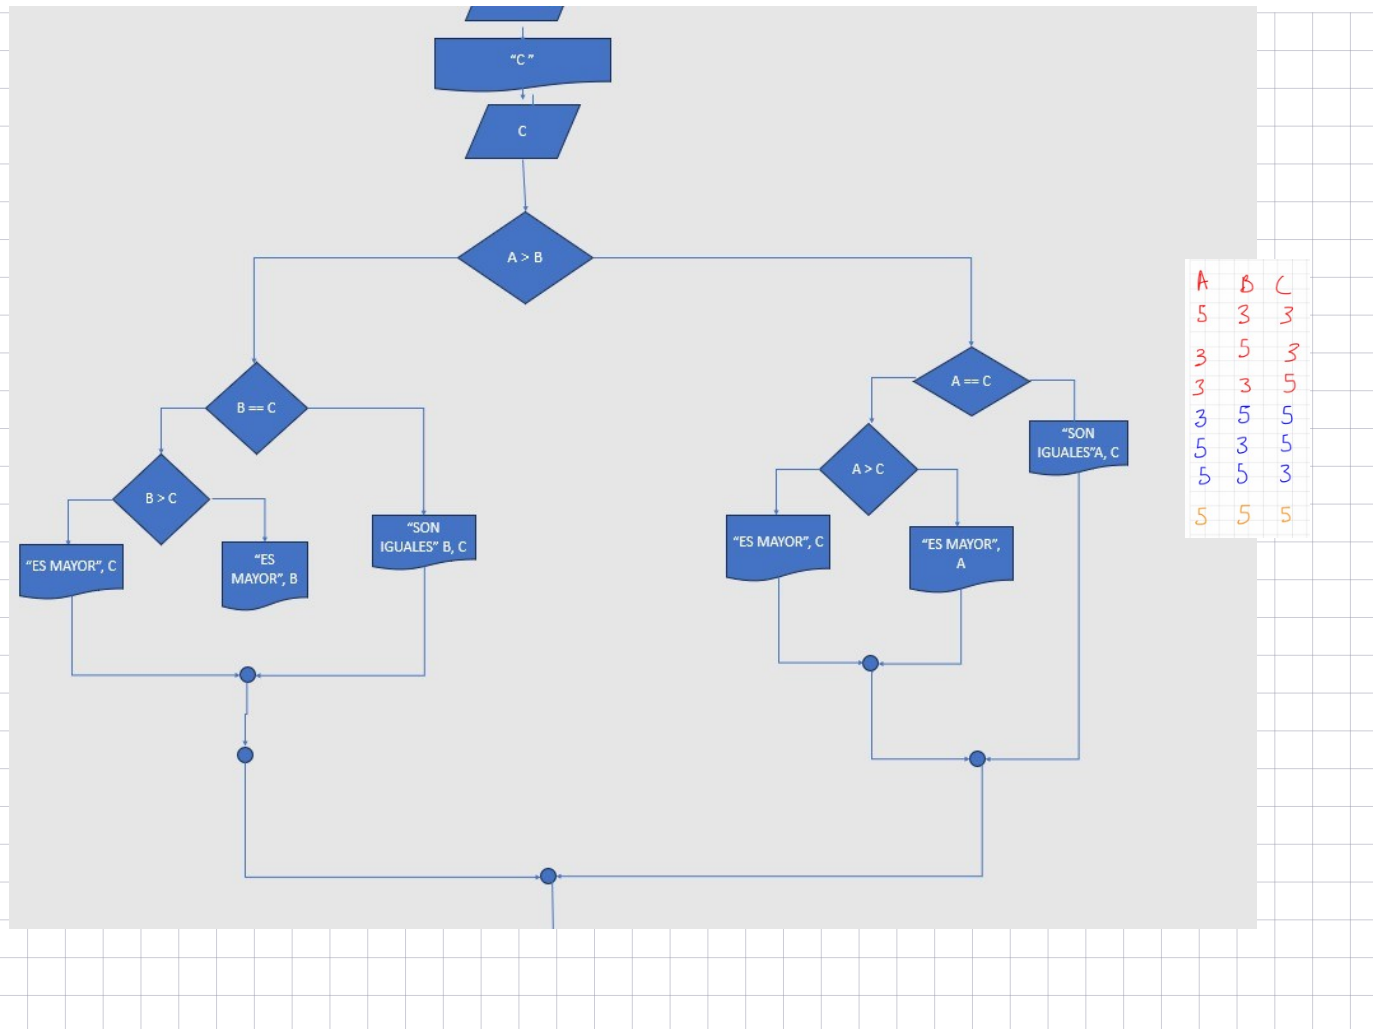 “C ”
C
A > B
B == C
B > C
“ES MAYOR”, C
“ES
MAYOR”, B
“SON
IGUALES” B, C
A == C
“SON
IGUALES”A, C
A > C
“ES MAYOR”, C
“ES MAYOR”,
A
A B C
5 3 3
3 5 3
3 3 5
3 5 5
5 3 5
5 5 3
5 5 5